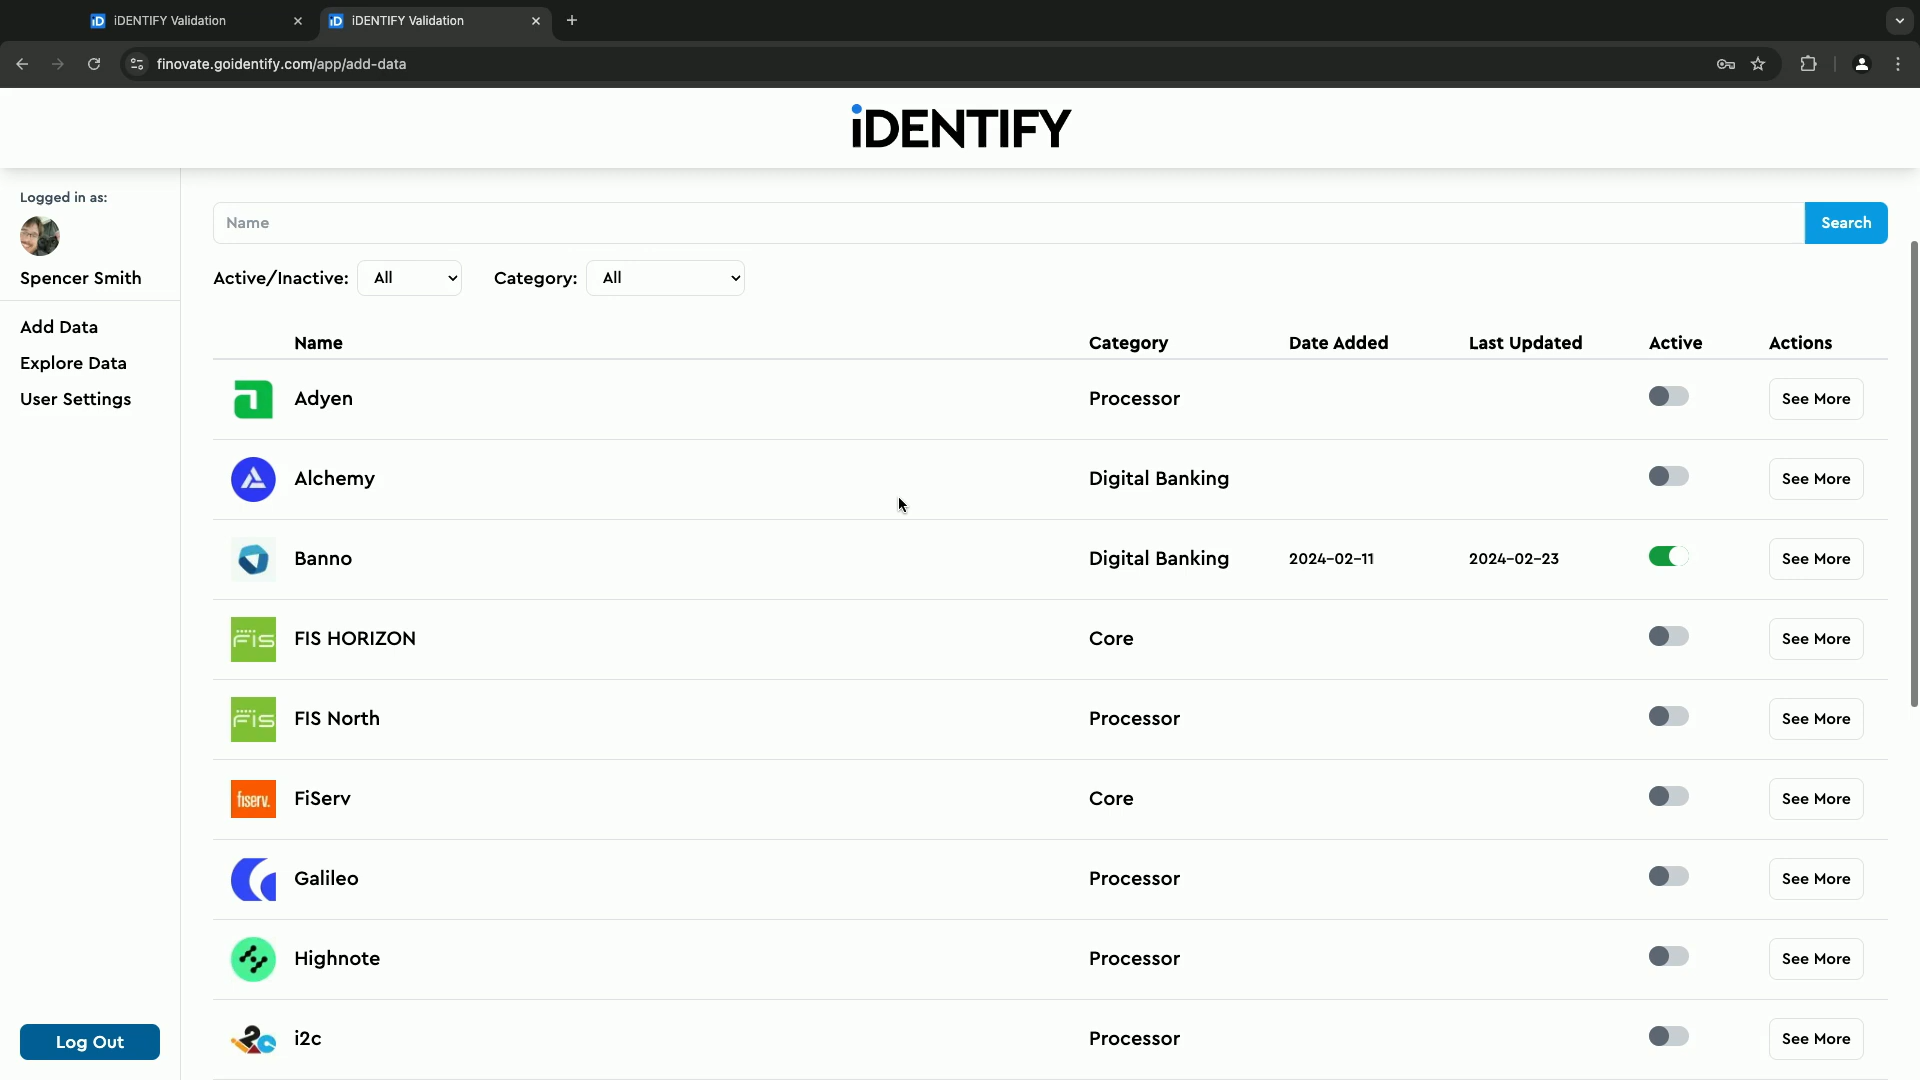 iDENTIFY Validation
iDENTIFY Validation
finovate.goidentify.com/app/add-data
iDENTIFY
Logged in as:
Spencer Smith
Add Data
Explore Data
User Settings
Log Out
Name
Search
Active/Inactive: All Category: All
Name Category Date Added Last Updated Active Actions
Adyen Processor See More
Alchemy Digital Banking See More
Banno Digital Banking 2024-02-11 2024-02-23 See More
FIS FIS HORIZON Core See More
FIS FIS North Processor See More
fiserv. FiServ Core See More
Galileo Processor See More
Highnote Processor See More
i2c Processor See More